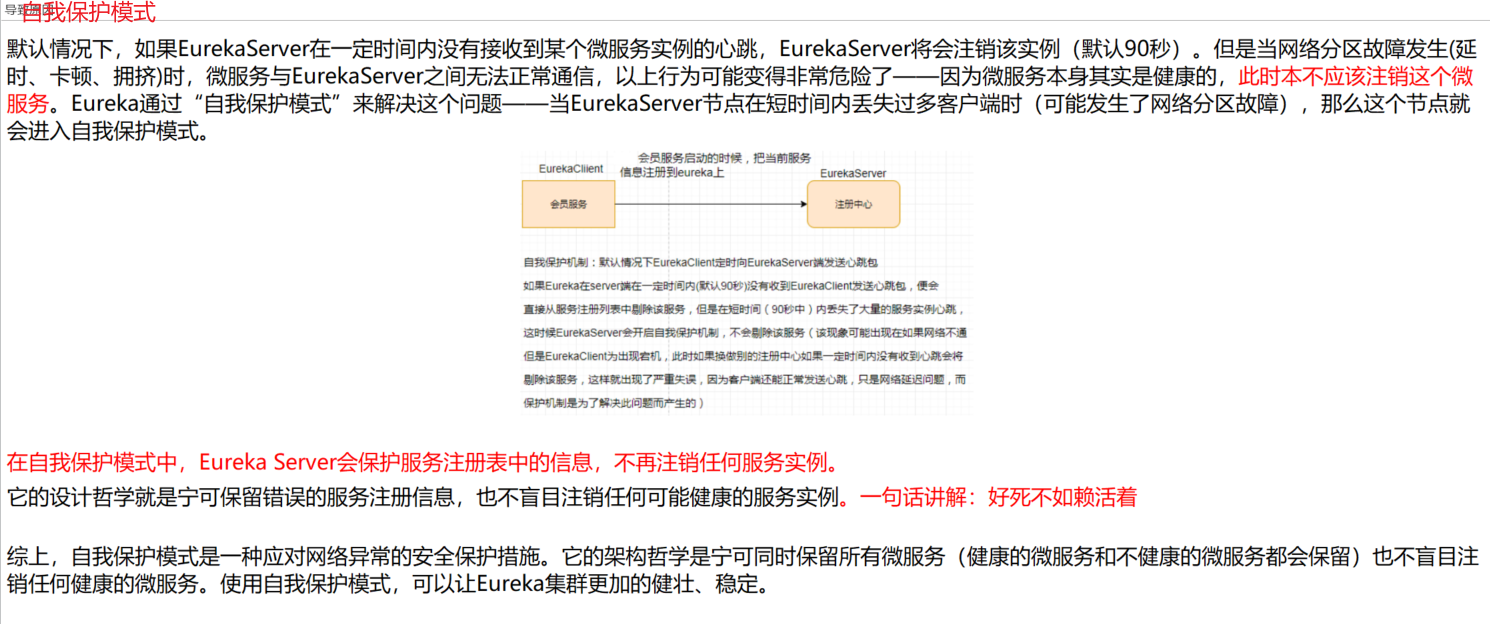 导致原因
自我保护模式
默认情况下，如果EurekaServer在一定时间内没有接收到某个微服务实例的心跳，EurekaServer将会注销该实例（默认90秒）。但是当网络分区故障发生(延
时、卡顿、拥挤)时，微服务与EurekaServer之间无法正常通信，以上行为可能变得非常危险了——因为微服务本身其实是健康的，此时本不应该注销这个微
服务。Eureka通过“自我保护模式”来解决这个问题——当EurekaServer节点在短时间内丢失过多客户端时（可能发生了网络分区故障），那么这个节点就
会进入自我保护模式。
会员服务启动的时候，把当前服务
信息注册到eureka上
EurekaCliient
EurekaServer
会员服务
注册中心
自我保护机制：默认情况下EurekaClient定时向EurekaServer端发送心跳包
如果Eureka在server端在一定时间内(默认90秒)没有收到EurekaClient发送心跳包，便会
直接从服务注册列表中剔除该服务，但是在短时间（90秒中）内丢失了大量的服务实例心跳，
这时候EurekaServer会开启自我保护机制，不会剔除该服务（该现象可能出现在如果网络不通
但是EurekaClient为出现宕机，此时如果换做别的注册中心如果一定时间内没有收到心跳会将
剔除该服务，这样就出现了严重失误，因为客户端还能正常发送心跳，只是网络延迟问题，而
保护机制是为了解决此问题而产生的）
在自我保护模式中，Eureka Server会保护服务注册表中的信息，不再注销任何服务实例。
它的设计哲学就是宁可保留错误的服务注册信息，也不盲目注销任何可能健康的服务实例。一句话讲解：好死不如赖活着
综上，自我保护模式是一种应对网络异常的安全保护措施。它的架构哲学是宁可同时保留所有微服务（健康的微服务和不健康的微服务都会保留）也不盲目注
销任何健康的微服务。使用自我保护模式，可以让Eureka集群更加的健壮、稳定。